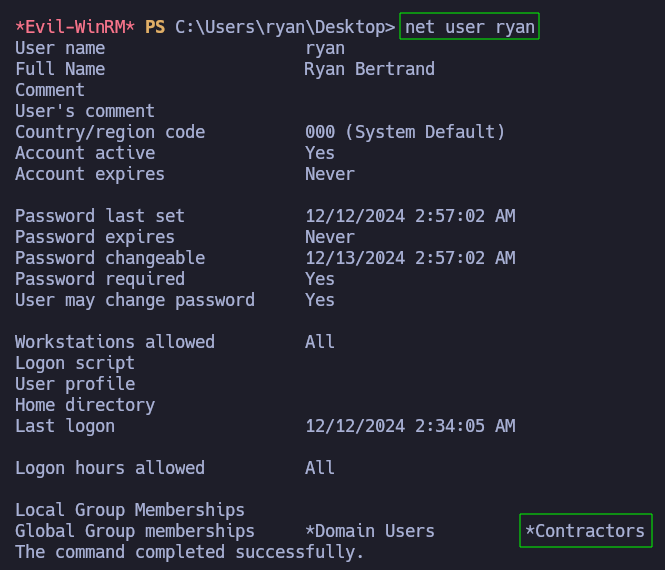 *Evil-WinRM* PS C:\Users\ryan\Desktop> net user ryan
User name                    ryan
Full Name                    Ryan Bertrand
Comment
User's comment
Country/region code          000 (System Default)
Account active               Yes
Account expires              Never

Password last set            12/12/2024 2:57:02 AM
Password expires             Never
Password changeable          12/13/2024 2:57:02 AM
Password required            Yes
User may change password     Yes

Workstations allowed         All
Logon script
User profile
Home directory
Last logon                   12/12/2024 2:34:05 AM

Logon hours allowed          All

Local Group Memberships
Global Group memberships     *Domain Users         *Contractors
The command completed successfully.